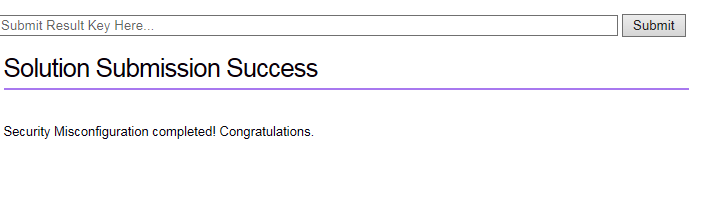 Submit Result Key Here...
Submit
Solution Submission Success
Security Misconfiguration completed! Congratulations.